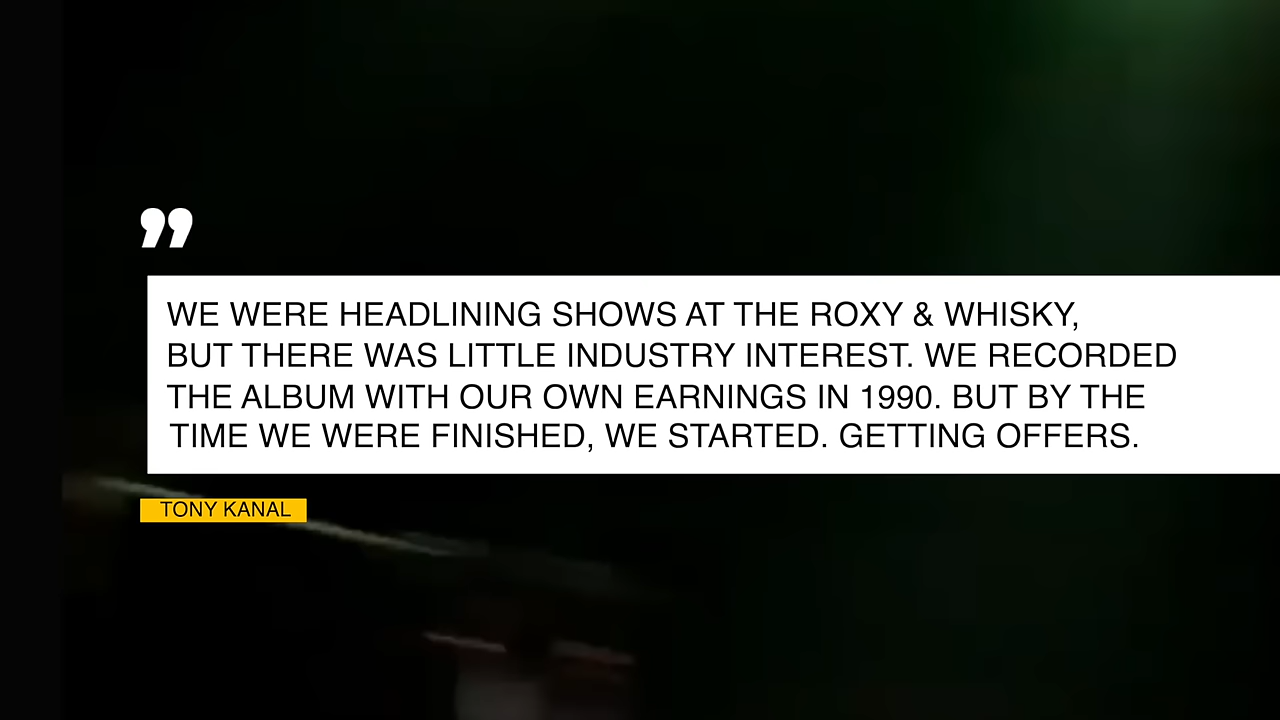 ”
WE WERE HEADLINING SHOWS AT THE ROXY & WHISKY,
BUT THERE WAS LITTLE INDUSTRY INTEREST. WE RECORDED
THE ALBUM WITH OUR OWN EARNINGS IN 1990. BUT BY THE
TIME WE WERE FINISHED, WE STARTED. GETTING OFFERS.
TONY KANAL